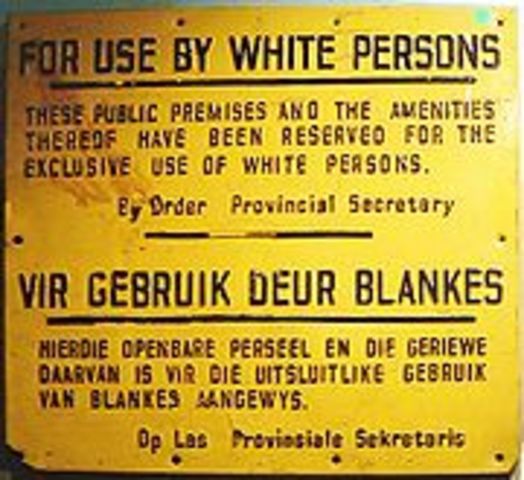 FOR USE BY WHITE PERSONS
THESE PUBLIC PREMISES AND THE AMENITIES
THEREOF HAVE BEEN RESERVED FOR THE
EXCLUSIVE USE OF WHITE PERSONS.
By Order Provincial Secretary
VIR GEBRUIK DEUR BLANKES
HIERDIE OPENBARE PERSEEL EN DIE GERIEWE
DAARVAN IS VIR DIE UITSLUITLIKE GEBRUIK
VAN BLANKES AANGEWYS.
Op Las Provinsiale Sekretaris